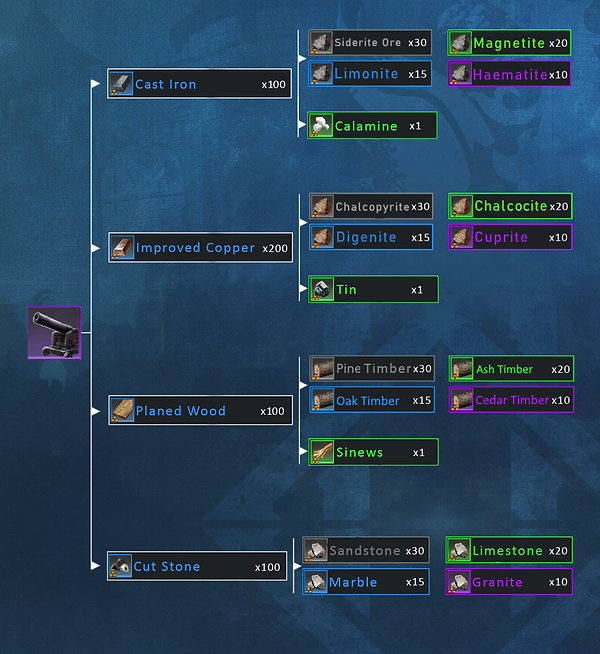 Siderite Ore x30 Magnetite x20
Cast Iron x100 Limonite x15 Haematite x10
Calamine x1
Chalcopyrite x30 Chalcocite x20
Improved Copper x200 Digenite x15 Cuprite x10
Tin x1
Pine Timber x30 Ash Timber x20
Planed Wood x100 Oak Timber x15 Cedar Timber x10
Sinews x1
Sandstone x30 Limestone x20
Cut Stone x100 Marble x15 Granite x10